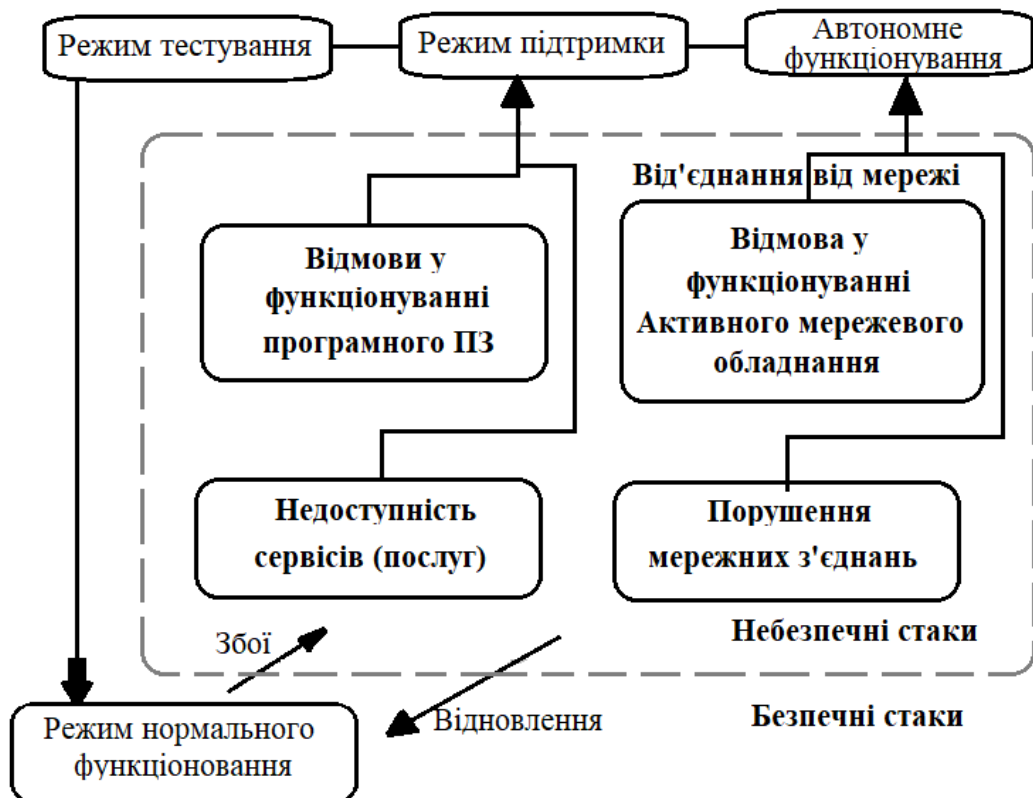 Режим тестування
Режим підтримки
Автономне
функціонування
Від'єднання від мережі
Відмови у
функціонуванні
програмного ПЗ
Відмова у
функціонуванні
Активного мережевого
обладнання
Недоступність
сервісів (послуг)
Порушення
мережних з'єднань
Збої
Небезпечні стаки
Відновлення
Безпечні стаки
Режим нормального
функціоновання